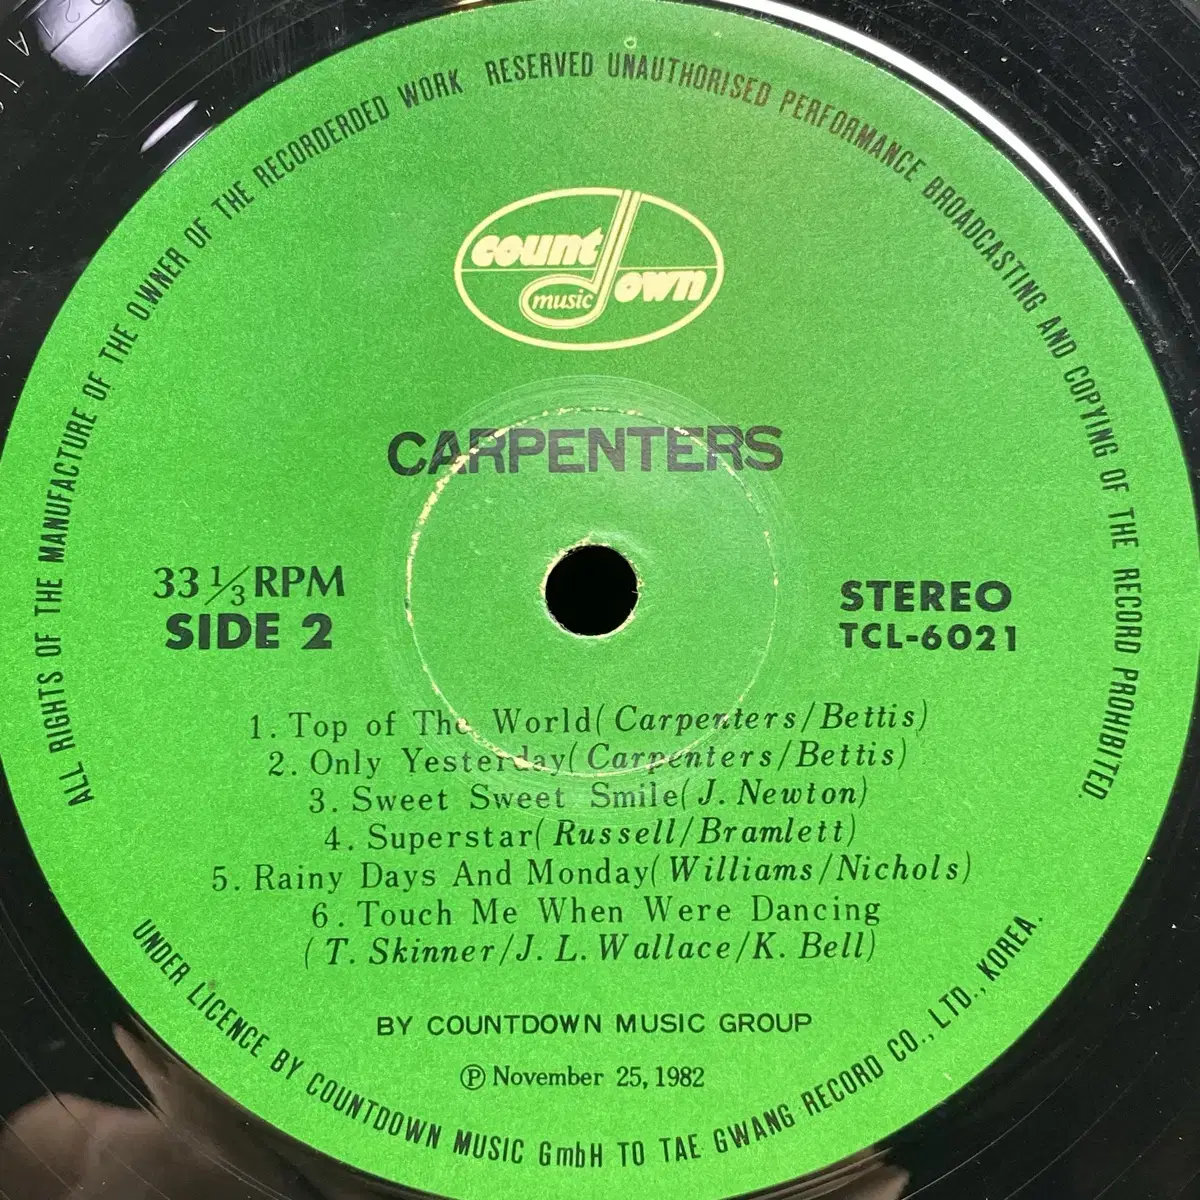 ALL RIGHTS OF THE MANUFACTURE OF THE OWNER OF THE RECORDERDED WORK RESERVED UNAUTHORISED PERFORMANCE BROADCASTING AND COPYING OF THE RECORD PROHIBITED.
count down
music
CARPENTERS
33 1/3 RPM
SIDE 2
STEREO
TCL-6021
1. Top of The World(Carpenters/Bettis)
2. Only Yesterday(Carpenters/Bettis)
3. Sweet Sweet Smile(J. Newton)
4. Superstar(Russell/Bramlett)
5. Rainy Days And Monday(Williams/Nichols)
6. Touch Me When Were Dancing
(T. Skinner/J. L. Wallace/K. Bell)
BY COUNTDOWN MUSIC GROUP
Ⓟ November 25, 1982
UNDER LICENCE BY COUNTDOWN MUSIC GmbH TO TAE GWANG RECORD CO., LTD., KOREA.